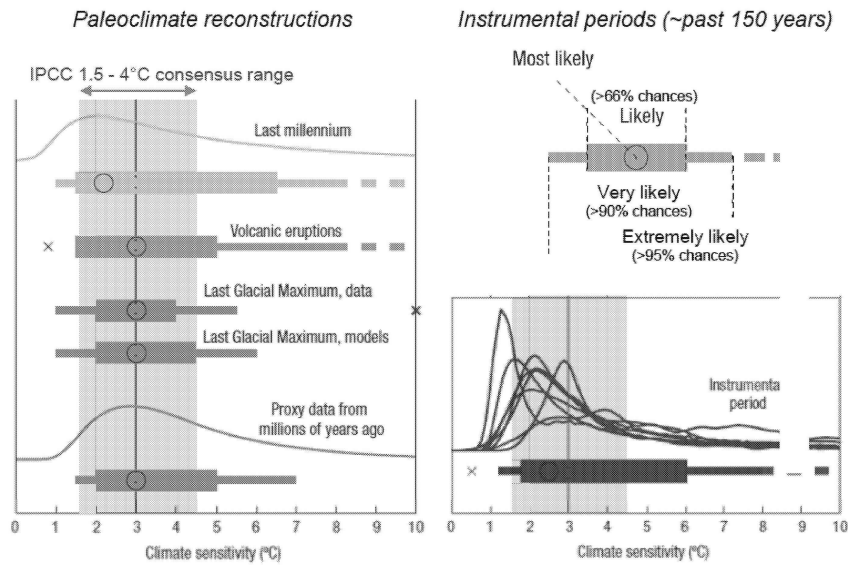 Paleoclimate reconstructions
IPCC 1.5 - 4°C consensus range
Last millennium
Volcanic eruptions
Last Glacial Maximum, data
Last Glacial Maximum, models
Proxy data from
millions of years ago
0 1 2 3 4 5 6 7 8 9 10
Climate sensitivity (ºC)
Instrumental periods (~past 150 years)
Most likely
(>66% chances)
Likely
Very likely
(>90% chances)
Extremely likely
(>95% chances)
Instrumenta
period
0 1 2 3 4 5 6 7 8 9 10
Climate sensitivity (ºC)